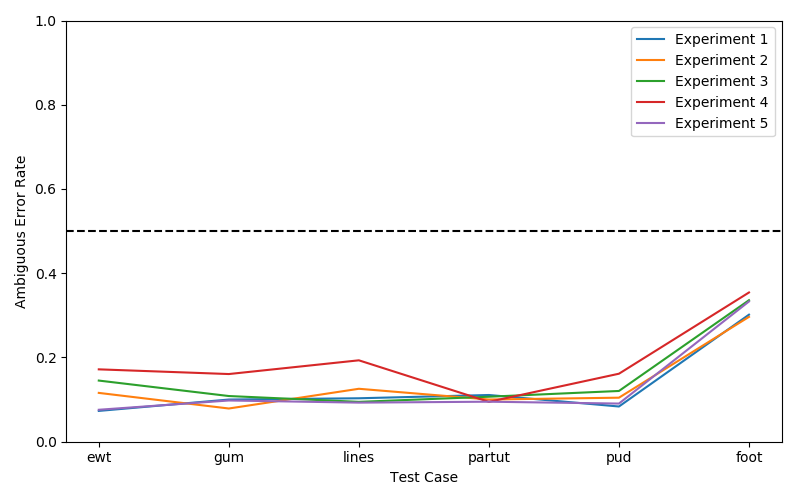 1.0
0.8
0.6
0.4
0.2
0.0
Ambiguous Error Rate
Experiment 1
Experiment 2
Experiment 3
Experiment 4
Experiment 5
ewt gum lines partut pud foot
Test Case